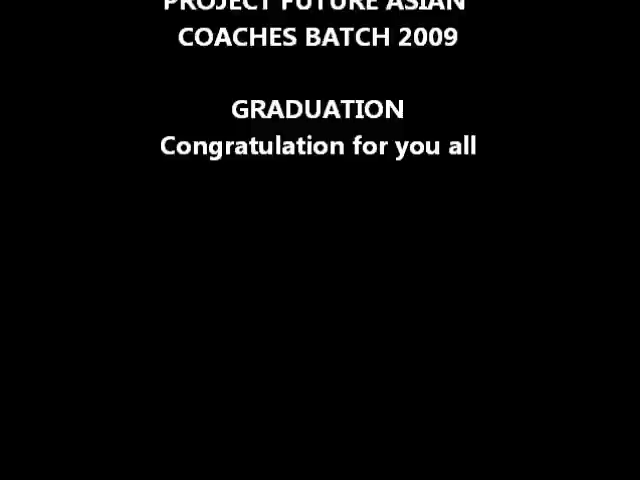 PROJECT FUTURE ASIAN
COACHES BATCH 2009
GRADUATION
Congratulation for you all